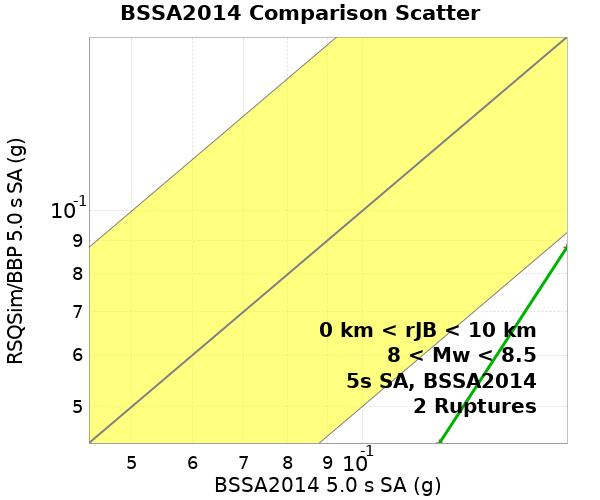 BSSA2014 Comparison Scatter
RSQSim/BBP 5.0 s SA (g)
10⁻¹
9
8
7
6
5
0 km < rJB < 10 km
8 < Mw < 8.5
5s SA, BSSA2014
2 Ruptures
5 6 7 8 9 10⁻¹
BSSA2014 5.0 s SA (g)